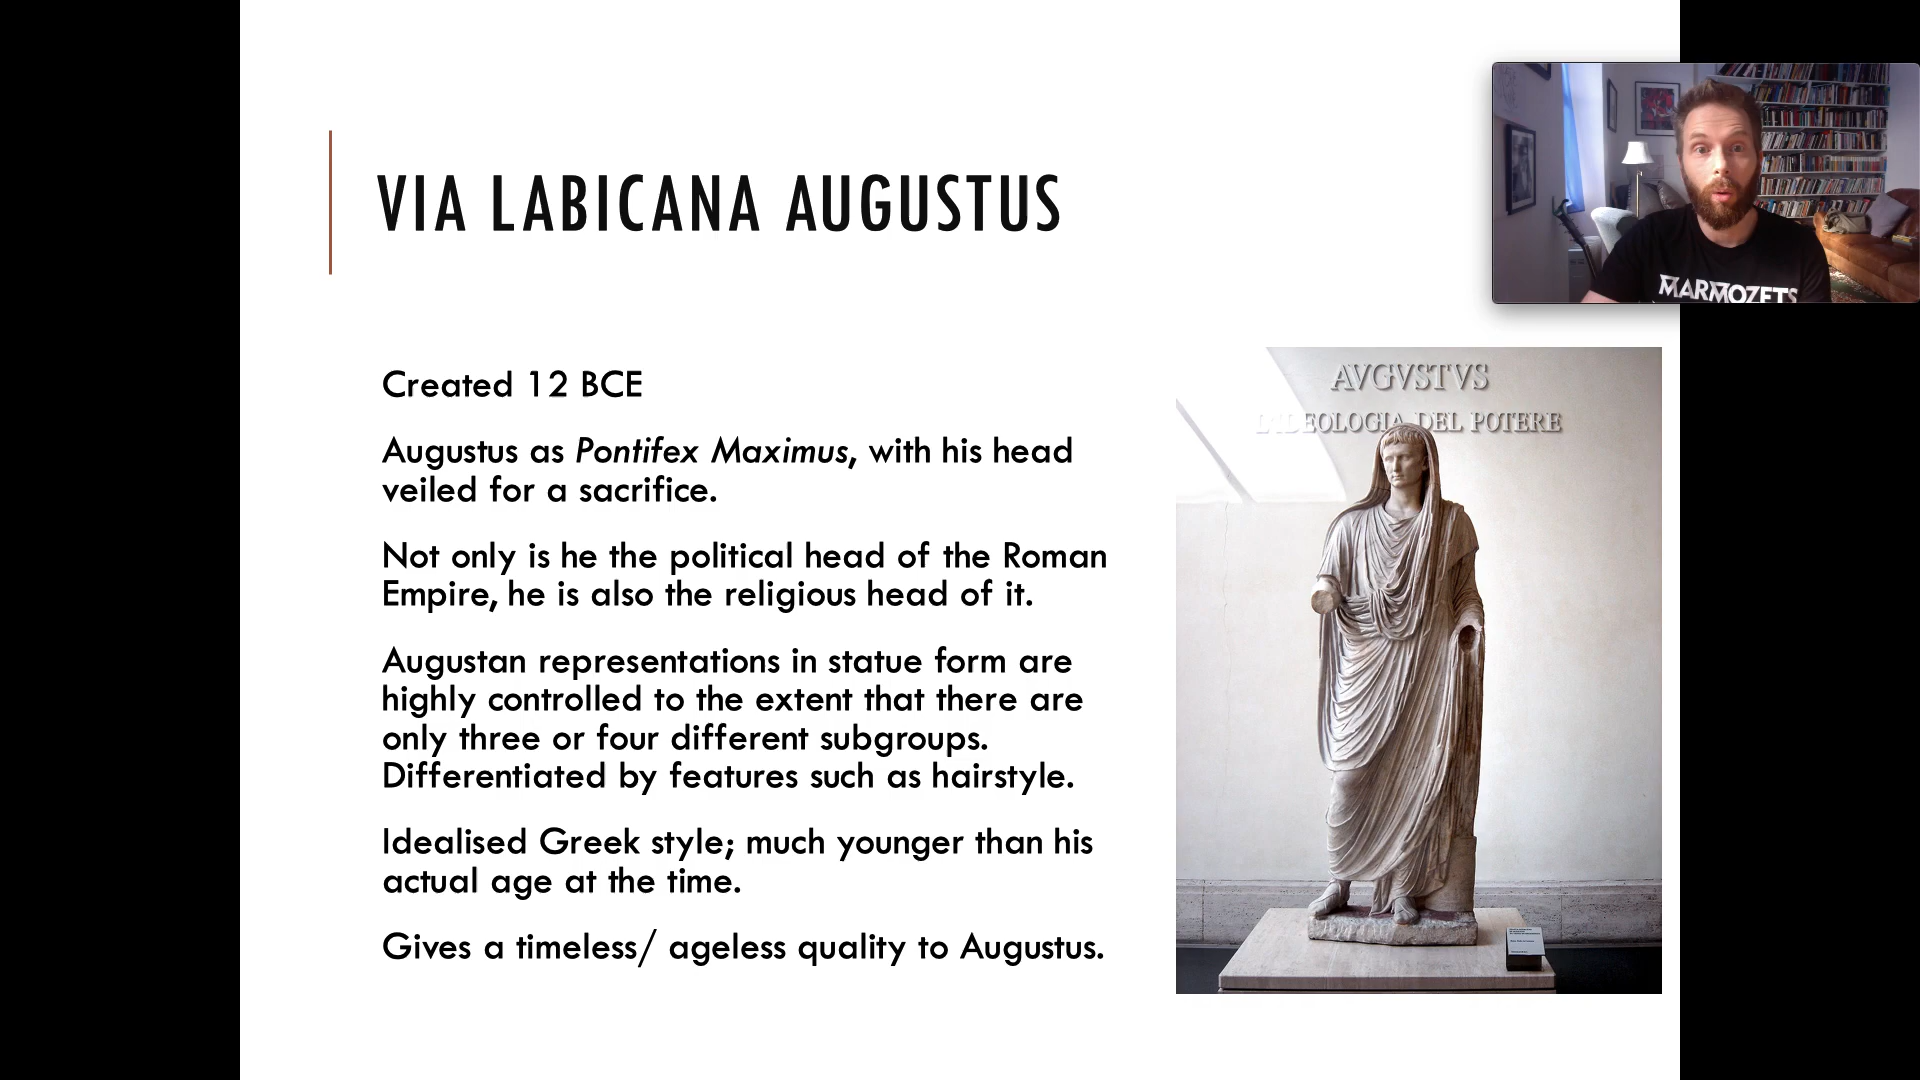 VIA LABICANA AUGUSTUS
Created 12 BCE
Augustus as Pontifex Maximus, with his head
veiled for a sacrifice.
Not only is he the political head of the Roman
Empire, he is also the religious head of it.
Augustan representations in statue form are
highly controlled to the extent that there are
only three or four different subgroups.
Differentiated by features such as hairstyle.
Idealised Greek style; much younger than his
actual age at the time.
Gives a timeless/ ageless quality to Augustus.
MARMOZETS
AVGVSTVS
DEOLOGIA DEL POTERE